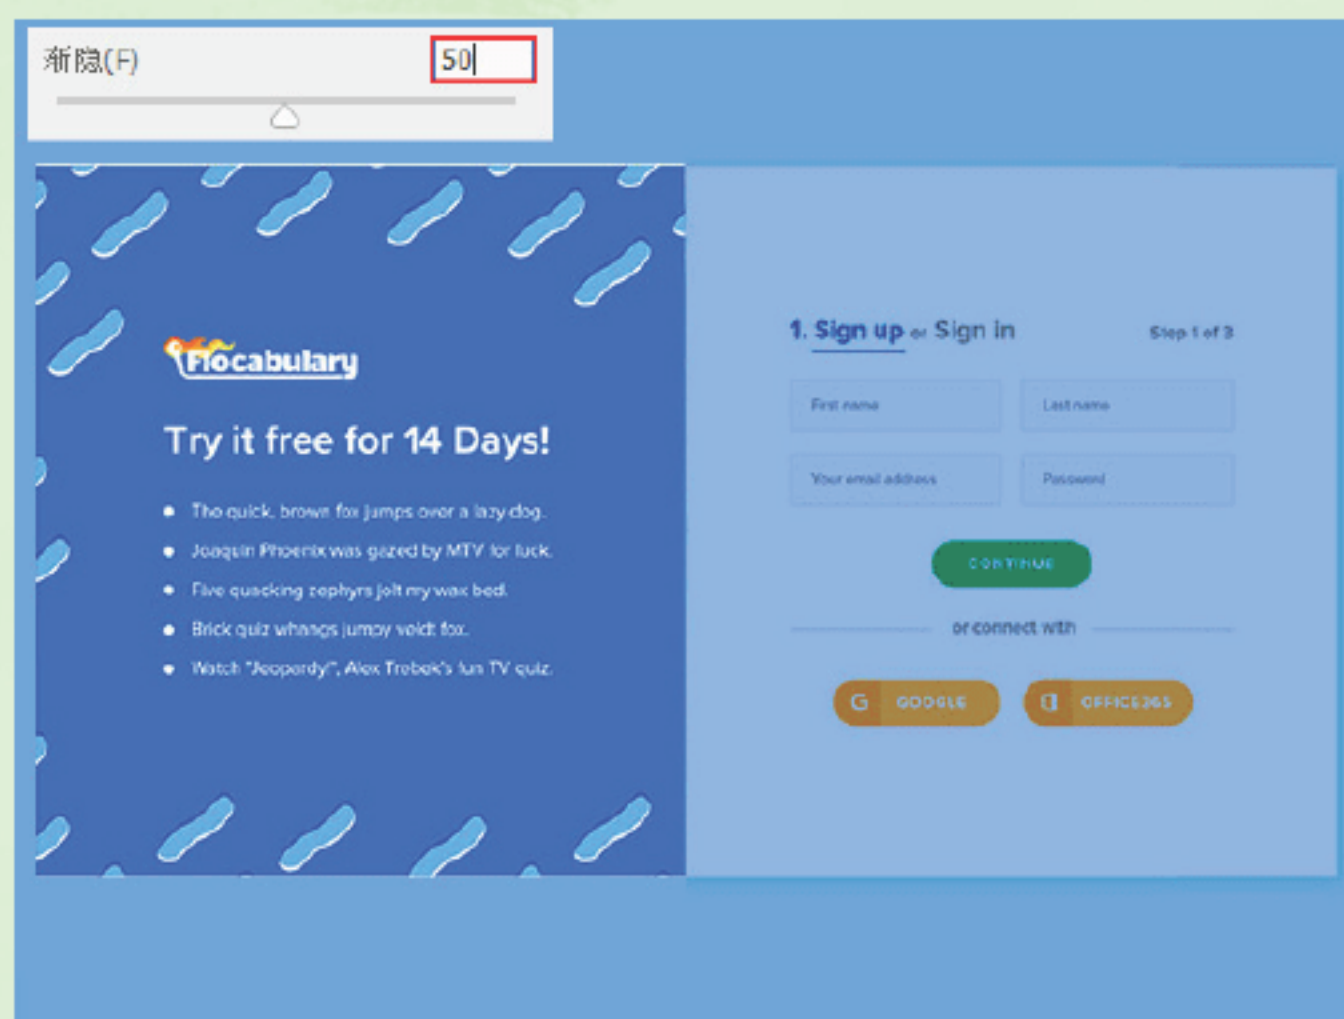 渐隐(F)
50
Flocabulary
Try it free for 14 Days!
The quick, brown fox jumps over a lazy dog.
Joaquin Phoenix was gazed by MTV for luck.
Five quacking zephyrs jolt my wax bed.
Brick quiz whangs jumpy veldt fox.
Watch "Jeopardy!", Alex Trebek's fun TV quiz.
1. Sign up or Sign in
Step 1 of 3
First name
Last name
Your email address
Password
CONTINUE
or connect with
G GOOGLE
OFFICE365